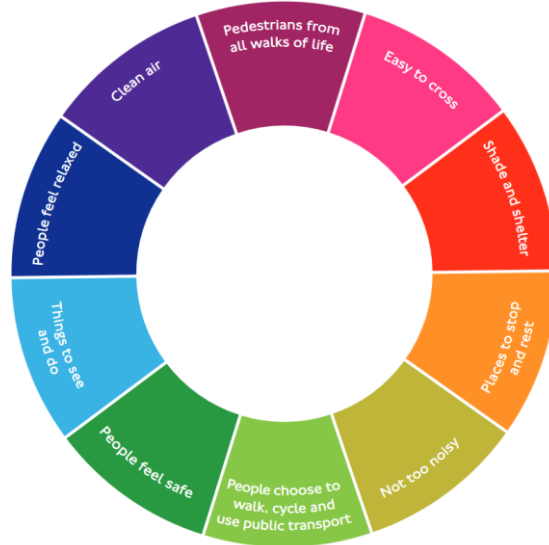 Pedestrians from
all walks of life
Easy to cross
Shade and shelter
Places to stop
and rest
Not too noisy
People choose to
walk, cycle and
use public transport
People feel safe
Things to see
and do
People feel relaxed
Clean air